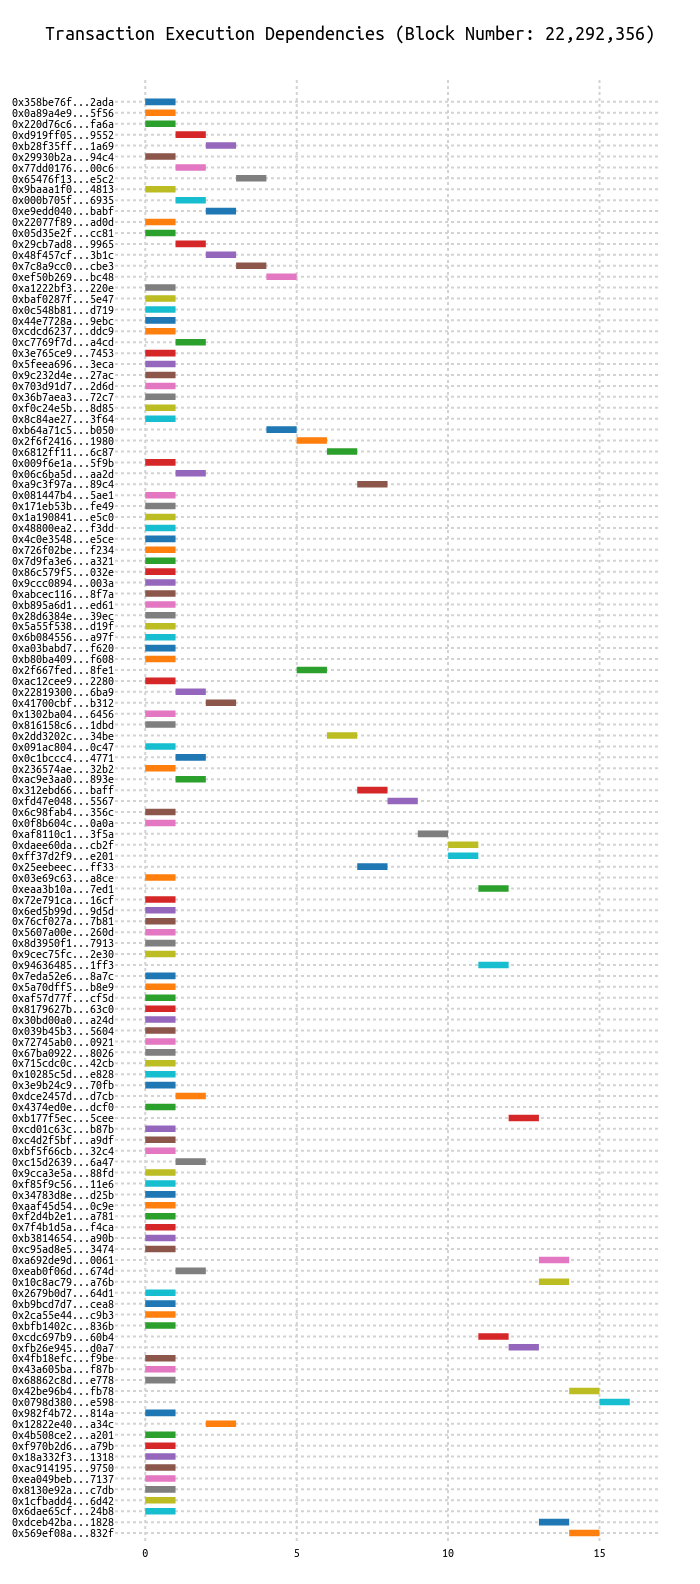 Transaction Execution Dependencies (Block Number: 22,292,356)
0x358be76f...2ada
0x0a89a4e9...5f56
0x220d76c6...fa6a
0xd919ff05...9552
0xb28f35ff...1a69
0x29930b2a...94c4
0x77dd0176...00c6
0x65476f13...e5c2
0x9baaa1f0...4813
0x000b705f...6935
0xe9edd040...babf
0x22077f89...ad0d
0x05d35e2f...cc81
0x29cb7ad8...9965
0x48f457cf...3b1c
0x7c8a9cc0...cbe3
0xef50b269...bc48
0xa1222bf3...220e
0xbaf0287f...5e47
0x0c548b81...d719
0x44e7728a...9ebc
0xcdcd6237...ddc9
0xc7769f7d...a4cd
0x3e765ce9...7453
0x5feea696...3eca
0x9c232d4e...27ac
0x703d91d7...2d6d
0x36b7aea3...72c7
0xf0c24e5b...8d85
0x8c84ae27...3f64
0xb64a71c5...b050
0x2f6f2416...1980
0x6812ff11...6c87
0x009f6e1a...5f9b
0x06c6ba5d...aa2d
0xa9c3f97a...89c4
0x081447b4...5ae1
0x171eb53b...fe49
0x1a190841...e5c0
0x48800ea2...f3dd
0x4c0e3548...e5ce
0x726f02be...f234
0x7d9fa3e6...a321
0x86c579f5...032e
0x9ccc0894...003a
0xabcec116...8f7a
0xb895a6d1...ed61
0x28d6384e...39ec
0x5a55f538...d19f
0x6b084556...a97f
0xa03babd7...f620
0xb80ba409...f608
0x2f667fed...8fe1
0xac12cee9...2280
0x22819300...6ba9
0x41700cbf...b312
0x1302ba04...6456
0x816158c6...1dbd
0x2dd3202c...34be
0x091ac804...0c47
0x0c1bccc4...4771
0x236574ae...32b2
0xac9e3aa0...893e
0x312ebd66...baff
0xfd47e048...5567
0x6c98fab4...356c
0x0f8b604c...0a0a
0xaf8110c1...3f5a
0xdaee60da...cb2f
0xff37d2f9...e201
0x25eebeec...ff33
0x03e69c63...a8ce
0xeaa3b10a...7ed1
0x72e791ca...16cf
0x6ed5b99d...9d5d
0x76cf027a...7b81
0x5607a00e...260d
0x8d3950f1...7913
0x9cec75fc...2e30
0x94636485...1ff3
0x7eda52e6...8a7c
0x5a70dff5...b8e9
0xaf57d77f...cf5d
0x8179627b...63c0
0x30bd00a0...a24d
0x039b45b3...5604
0x72745ab0...0921
0x67ba0922...8026
0x715cdc0c...42cb
0x10285c5d...e828
0x3e9b24c9...70fb
0xdce2457d...d7cb
0x4374ed0e...dcf0
0xb177f5ec...5cee
0xcd01c63c...b87b
0xc4d2f5bf...a9df
0xbf5f66cb...32c4
0xc15d2639...6a47
0x9cca3e5a...88fd
0xf85f9c56...11e6
0x34783d8e...d25b
0xaaf45d54...0c9e
0xf2d4b2e1...a781
0x7f4b1d5a...f4ca
0xb3814654...a90b
0xc95ad8e5...3474
0xa692de9d...0061
0xeab0f06d...674d
0x10c8ac79...a76b
0x2679b0d7...64d1
0xb9bcd7d7...cea8
0x2ca55e44...c9b3
0xbfb1402c...836b
0xcdc697b9...60b4
0xfb26e945...d0a7
0x4fb18efc...f9be
0x43a605ba...f87b
0x68862c8d...e778
0x42be96b4...fb78
0x0798d380...e598
0x982f4b72...814a
0x12822e40...a34c
0x4b508ce2...a201
0xf970b2d6...a79b
0x18a332f3...1318
0xac914195...9750
0xea049beb...7137
0x8130e92a...c7db
0x1cfbadd4...6d42
0x6dae65cf...24b8
0xdceb42ba...1828
0x569ef08a...832f
0 5 10 15